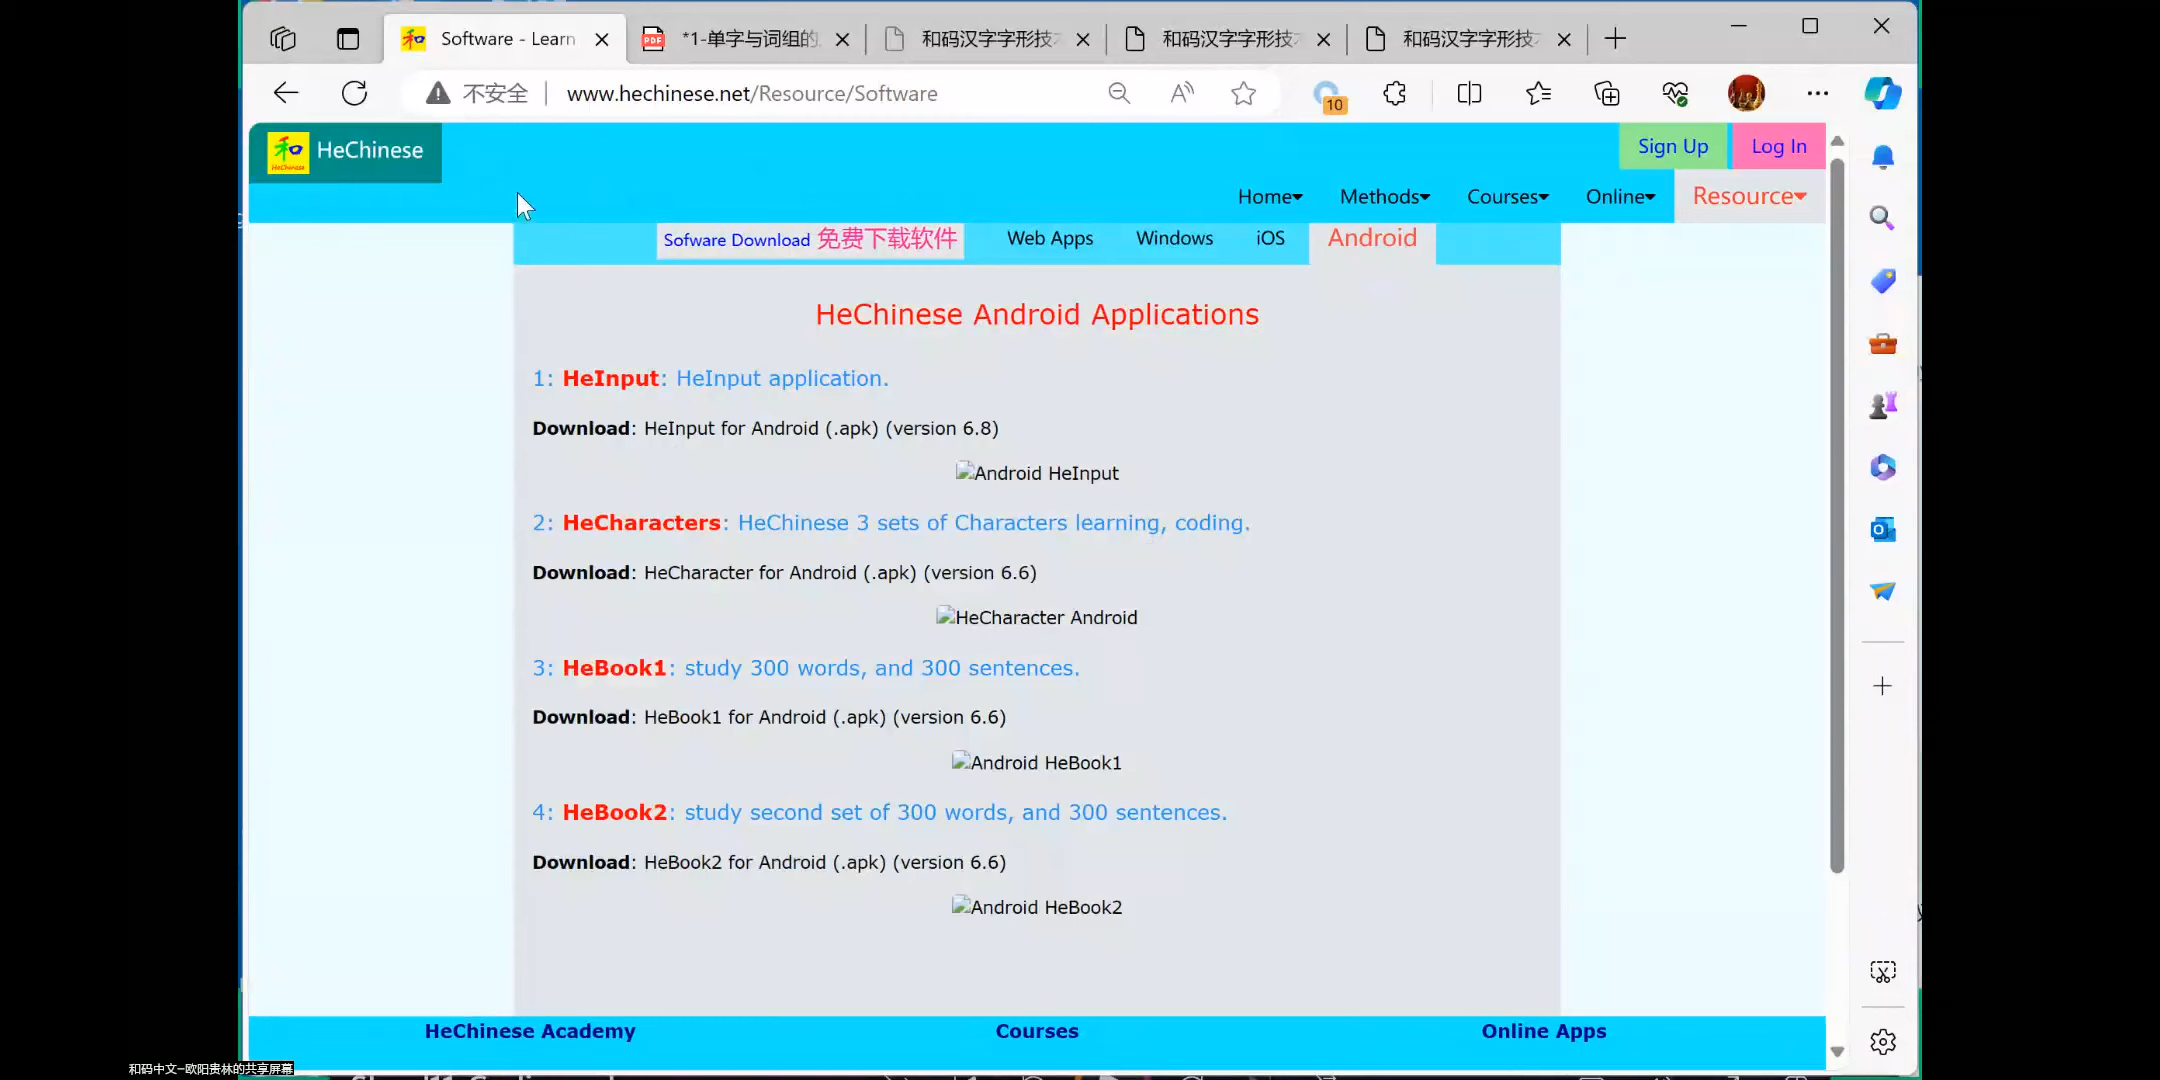 Software - Learn
*1-单字与词组的
和码汉字字形技
和码汉字字形技
和码汉字字形技
不安全
www.hechinese.net/Resource/Software
10
HeChinese
HeChinese
Sign Up
Log In
Home
Methods
Courses
Online
Resource
Sofware Download 免费下载软件
Web Apps
Windows
iOS
Android
HeChinese Android Applications
1: HeInput: HeInput application.
Download: HeInput for Android (.apk) (version 6.8)
Android HeInput
2: HeCharacters: HeChinese 3 sets of Characters learning, coding.
Download: HeCharacter for Android (.apk) (version 6.6)
HeCharacter Android
3: HeBook1: study 300 words, and 300 sentences.
Download: HeBook1 for Android (.apk) (version 6.6)
Android HeBook1
4: HeBook2: study second set of 300 words, and 300 sentences.
Download: HeBook2 for Android (.apk) (version 6.6)
Android HeBook2
HeChinese Academy
Courses
Online Apps
和码中文–欧阳贵林的共享屏幕